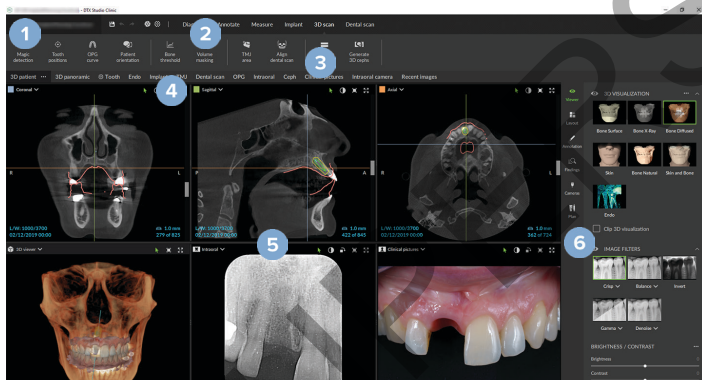 - DTX Studio Clinic
1
2
3
4
5
6
Annotate Measure Implant 3D scan Dental scan
Magic detection
Tooth positions
OPG curve
Patient orientation
Bone threshold
Volume masking
TMJ area
Align dental scan
Generate 3D cephs
3D patient ... 3D panoramic Tooth Endo TMJ Dental scan OPG Intraoral Ceph Clinical pictures Intraoral camera Recent images
Coronal
R
L
L/W: 1000/3700
02/12/2019 00:00
1.0 mm
279 of 825
Sagittal
P
A
L/W: 1000/3700
02/12/2019 00:00
1.0 mm
422 of 845
Axial
R
L
L/W: 1000/3700
02/12/2019 00:00
1.0 mm
362 of 724
3D viewer
Intraoral
Clinical pictures
Viewer
Layout
Annotation
Findings
Cameras
Plan
3D VISUALIZATION ...
Bone Surface Bone X-Ray Bone Diffused
Skin Bone Natural Skin and Bone
Endo
Clip 3D visualization
IMAGE FILTERS
Crisp Balance Invert
Gamma Denoise
BRIGHTNESS / CONTRAST ...
Brightness
Contrast